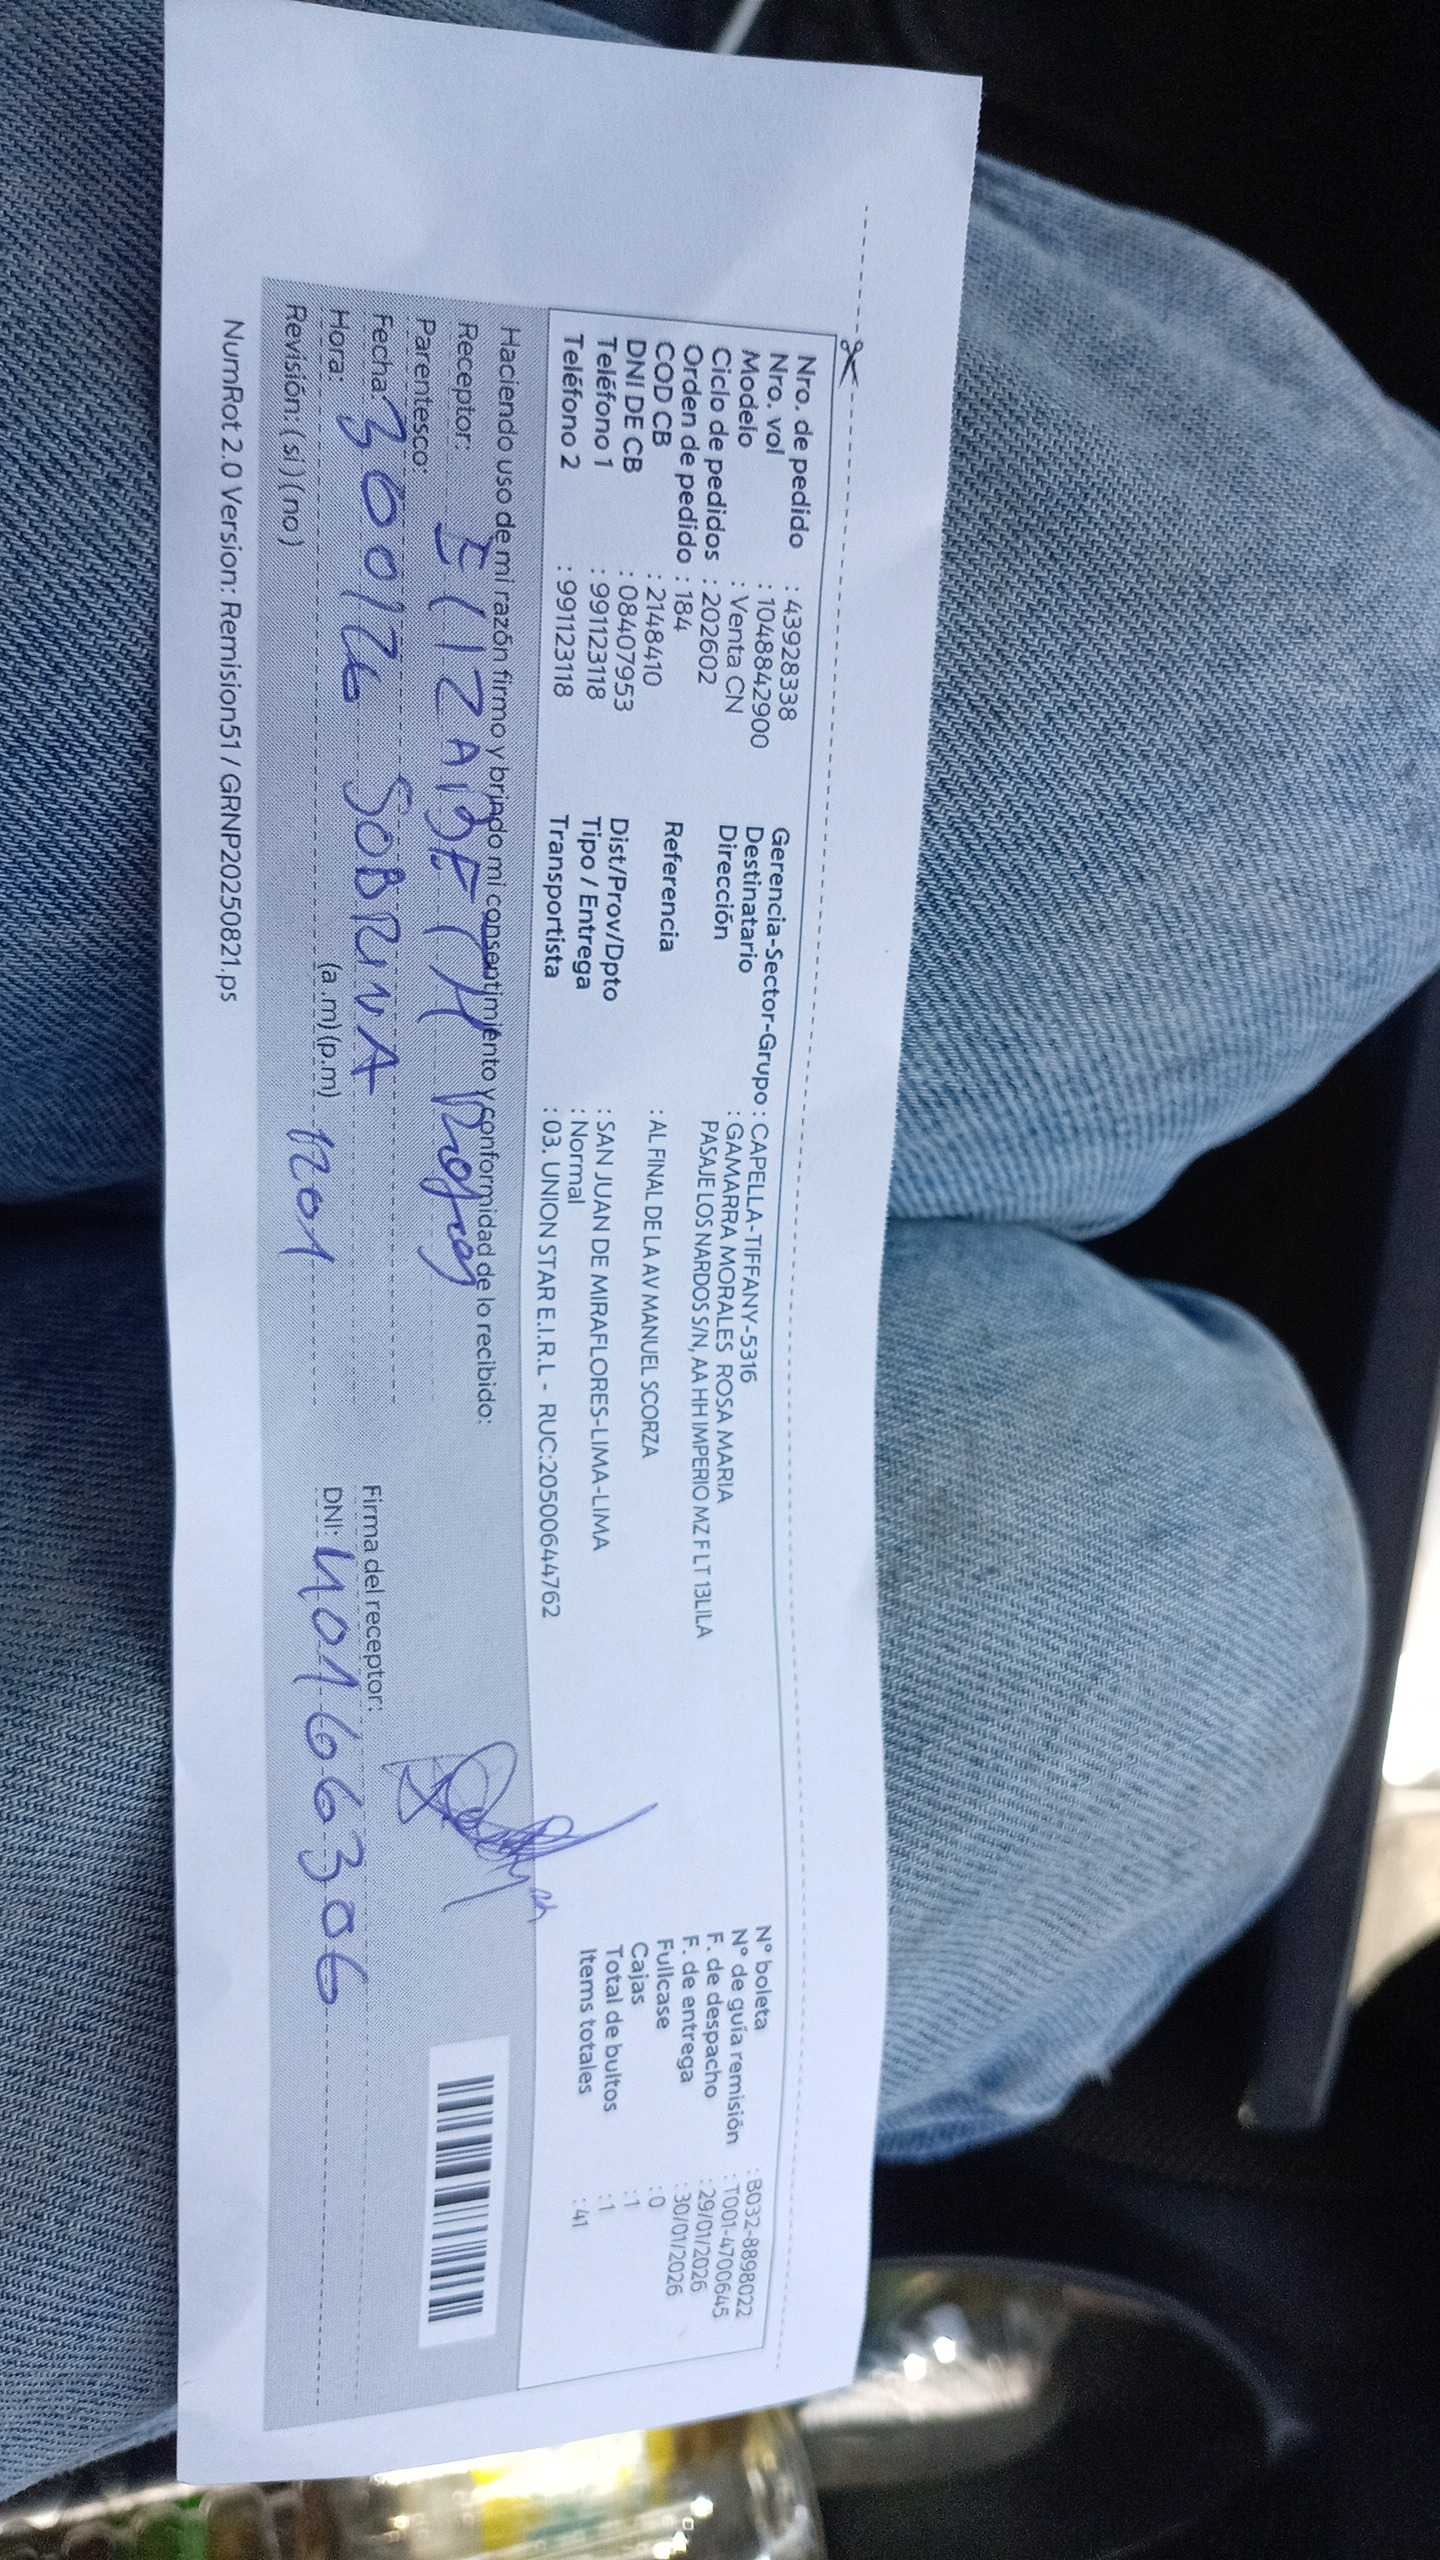 Nro. de pedido : 43928338
Nro. vol : 1048842900
Modelo : Venta CN
Ciclo de pedidos : 202602
Orden de pedido : 184
COD CB : 2148410
DNI DE CB : 08407953
Teléfono 1 : 991123118
Teléfono 2 : 991123118
Gerencia-Sector-Grupo : CAPELLA-TIFFANY-5316
Destinatario : GAMARRA MORALES ROSA MARIA
Dirección PASAJE LOS NARDOS S/N, AA HH IMPERIO MZ F LT 13LILA
Referencia : AL FINAL DE LA AV MANUEL SCORZA
Dist/Prov/Dpto : SAN JUAN DE MIRAFLORES-LIMA-LIMA
Tipo / Entrega : Normal
Transportista : 03. UNION STAR E.I.R.L - RUC:20500644762
N° boleta : B032-8898022
N° de guía remisión : T001-4700645
F. de despacho : 29/01/2026
F. de entrega : 30/01/2026
Fullcase : 0
Cajas : 1
Total de bultos : 1
Items totales : 41
Haciendo uso de mi razón firmo y brindo mi consentimiento y conformidad de lo recibido:
Receptor: ElizABETH
Parentesco: SOBRINA
Fecha: 300126
Hora: (a .m) (p.m) 1201
Revisión: (si) (no)
Firma del receptor:
DNI: 40166306
NumRot 2.0 Version: Remision51 / GRNP20250821.ps